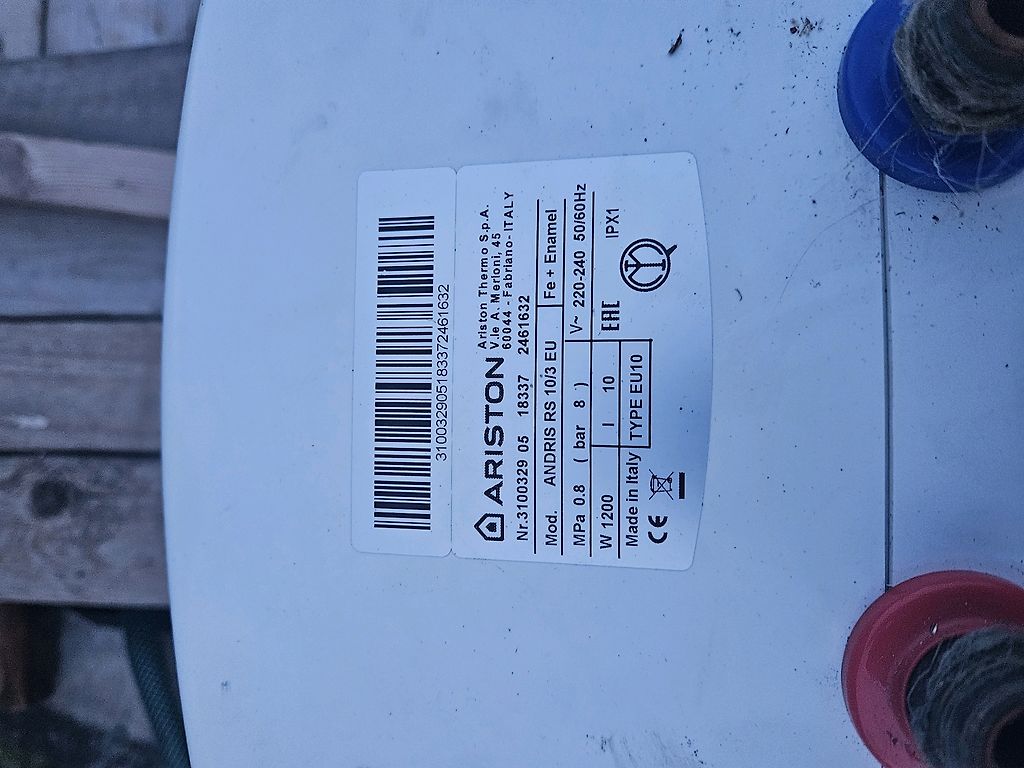 310032905183372461632
ARISTON
Ariston Thermo S.p.A.
V.le A. Merloni, 45
60044 - Fabriano- ITALY
Nr.3100329 05 18337 2461632
Mod. ANDRIS RS 10/3 EU Fe + Enamel
MPa 0.8 ( bar 8 ) V~ 220-240 50/60Hz
W 1200 l 10 EAC IPX1
Made in Italy TYPE EU10
CE